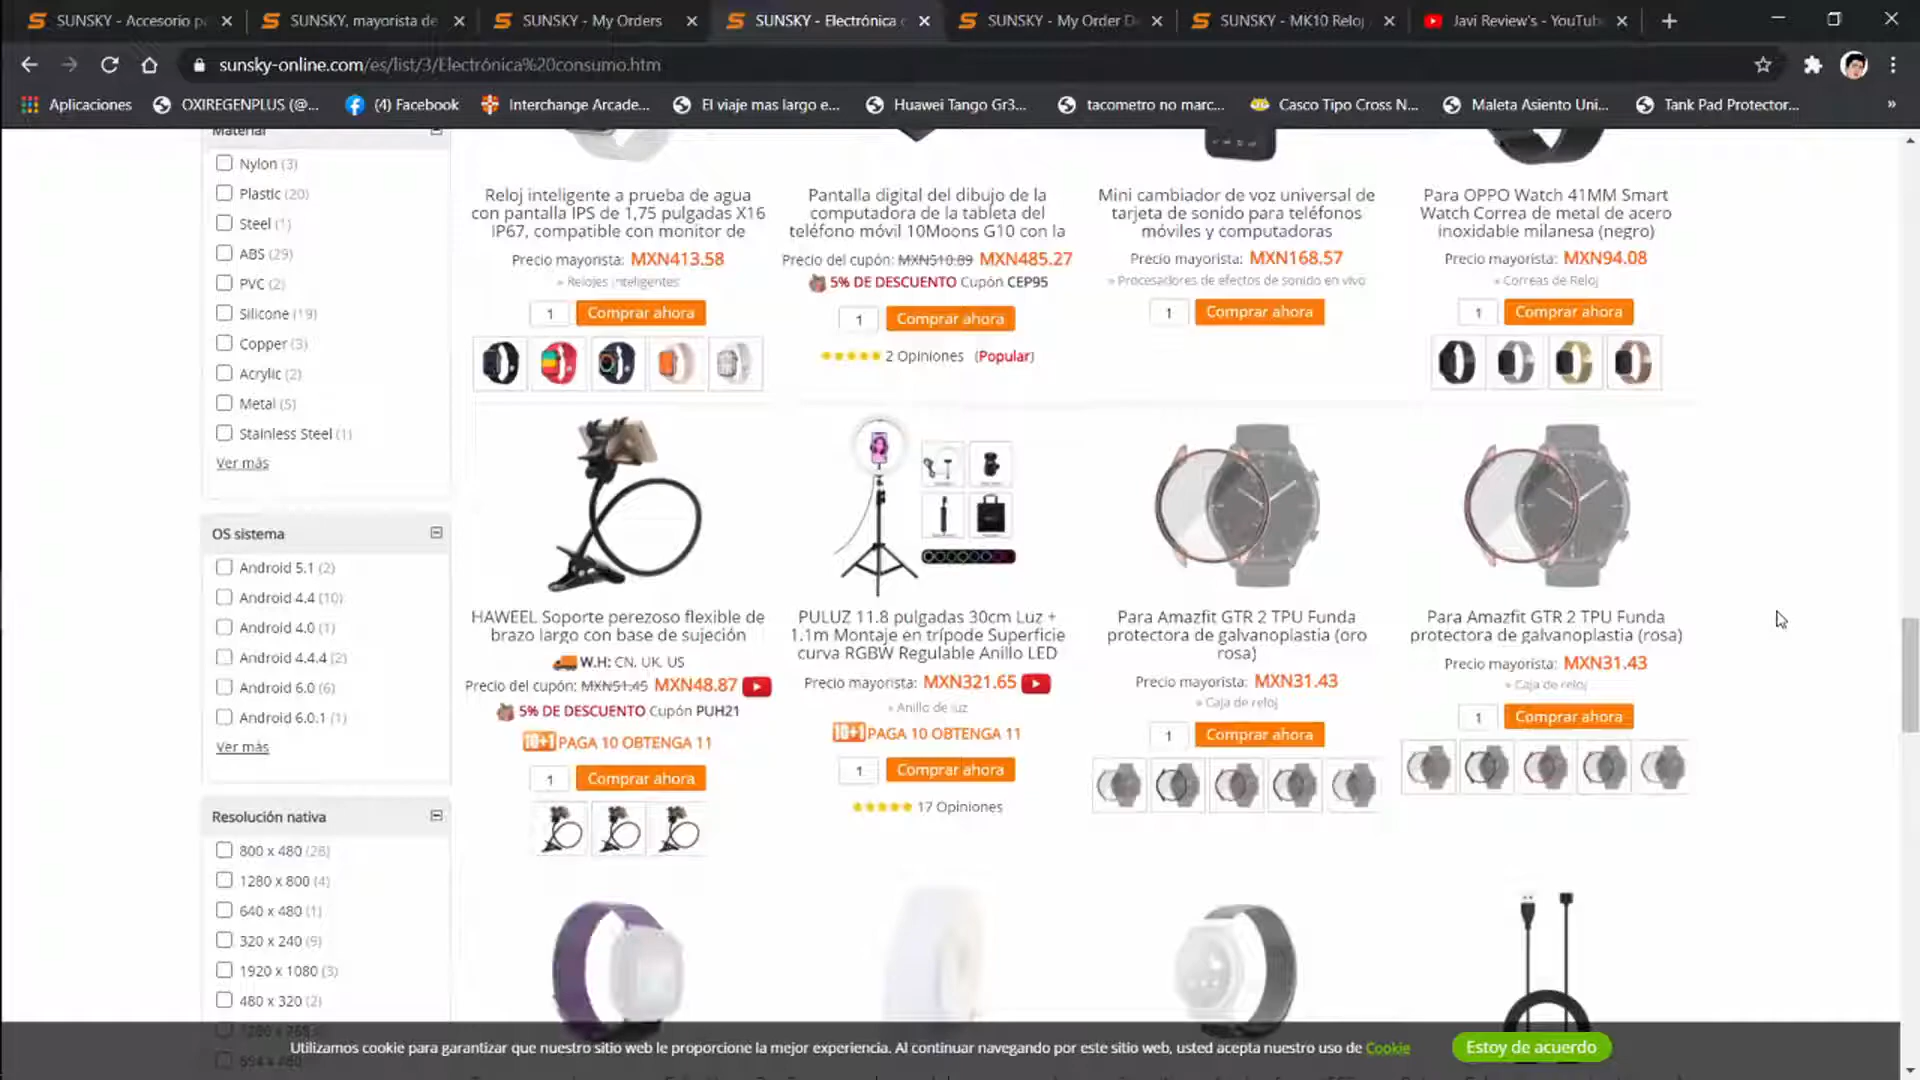 SUNSKY - Accesorio p
SUNSKY, mayorista de
SUNSKY - My Orders
SUNSKY - Electrónica c
SUNSKY - My Order D
SUNSKY - MK10 Reloj
Javi Review's - YouTube
sunsky-online.com/es/list/3/Electrónica%20consumo.htm
Aplicaciones
OXIREGENPLUS (@...
(4) Facebook
Interchange Arcade...
El viaje mas largo e...
Huawei Tango Gr3...
tacometro no marc...
Casco Tipo Cross N...
Maleta Asiento Uni...
Tank Pad Protector...
»
Material
Nylon (3)
Plastic (20)
Steel (1)
ABS (29)
PVC (2)
Silicone (19)
Copper (3)
Acrylic (2)
Metal (5)
Stainless Steel (1)
Ver más
OS sistema
Android 5.1 (2)
Android 4.4 (10)
Android 4.0 (1)
Android 4.4.4 (2)
Android 6.0 (6)
Android 6.0.1 (1)
Ver más
Resolución nativa
800 x 480 (28)
1280 x 800 (4)
640 x 480 (1)
320 x 240 (9)
1920 x 1080 (3)
480 x 320 (2)
Reloj inteligente a prueba de agua
con pantalla IPS de 1,75 pulgadas X16
IP67, compatible con monitor de
Precio mayorista: MXN413.58
» Relojes inteligentes
1 Comprar ahora
Pantalla digital del dibujo de la
computadora de la tableta del
teléfono móvil 10Moons G10 con la
Precio del cupón: MXN510.89 MXN485.27
5% DE DESCUENTO Cupón CEP95
1 Comprar ahora
2 Opiniones (Popular)
Mini cambiador de voz universal de
tarjeta de sonido para teléfonos
móviles y computadoras
Precio mayorista: MXN168.57
» Procesadores de efectos de sonido en vivo
1 Comprar ahora
Para OPPO Watch 41MM Smart
Watch Correa de metal de acero
inoxidable milanesa (negro)
Precio mayorista: MXN94.08
» Correas de Reloj
1 Comprar ahora
HAWEEL Soporte perezoso flexible de
brazo largo con base de sujeción
W.H: CN, UK, US
Precio del cupón: MXN51.45 MXN48.87
5% DE DESCUENTO Cupón PUH21
10+1 PAGA 10 OBTENGA 11
1 Comprar ahora
PULUZ 11.8 pulgadas 30cm Luz +
1.1m Montaje en trípode Superficie
curva RGBW Regulable Anillo LED
Precio mayorista: MXN321.65
» Anillo de luz
10+1 PAGA 10 OBTENGA 11
1 Comprar ahora
17 Opiniones
Para Amazfit GTR 2 TPU Funda
protectora de galvanoplastia (oro
rosa)
Precio mayorista: MXN31.43
» Caja de reloj
1 Comprar ahora
Para Amazfit GTR 2 TPU Funda
protectora de galvanoplastia (rosa)
Precio mayorista: MXN31.43
» Caja de reloj
1 Comprar ahora
Utilizamos cookie para garantizar que nuestro sitio web le proporcione la mejor experiencia. Al continuar navegando por este sitio web, usted acepta nuestro uso de Cookie
Estoy de acuerdo